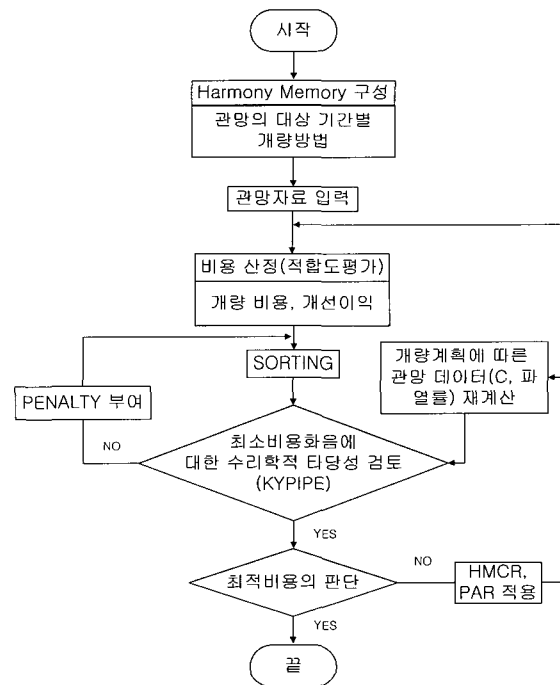 시작
Harmony Memory 구성
관망의 대상 기간별
개량방법
관망자료 입력
비용 산정(적합도평가)
개량 비용, 개선이익
SORTING
개량계획에 따른
관망 데이터(C, 파
열률) 재계산
PENALTY 부여
NO
최소비용화음에
대한 수리학적 타당성 검토
(KYPIPE)
YES
최적비용의 판단
NO
HMCR,
PAR 적용
YES
끝